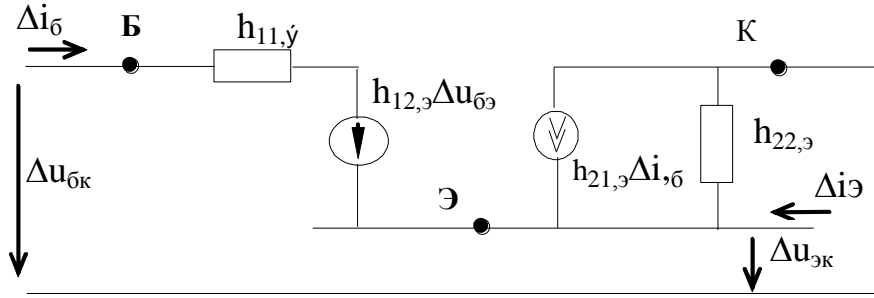 Δiб
Б
h11,ý
К
h12,эΔuбэ
h22,э
h21,эΔi,б
Δuбк
Э
Δiэ
Δuэк